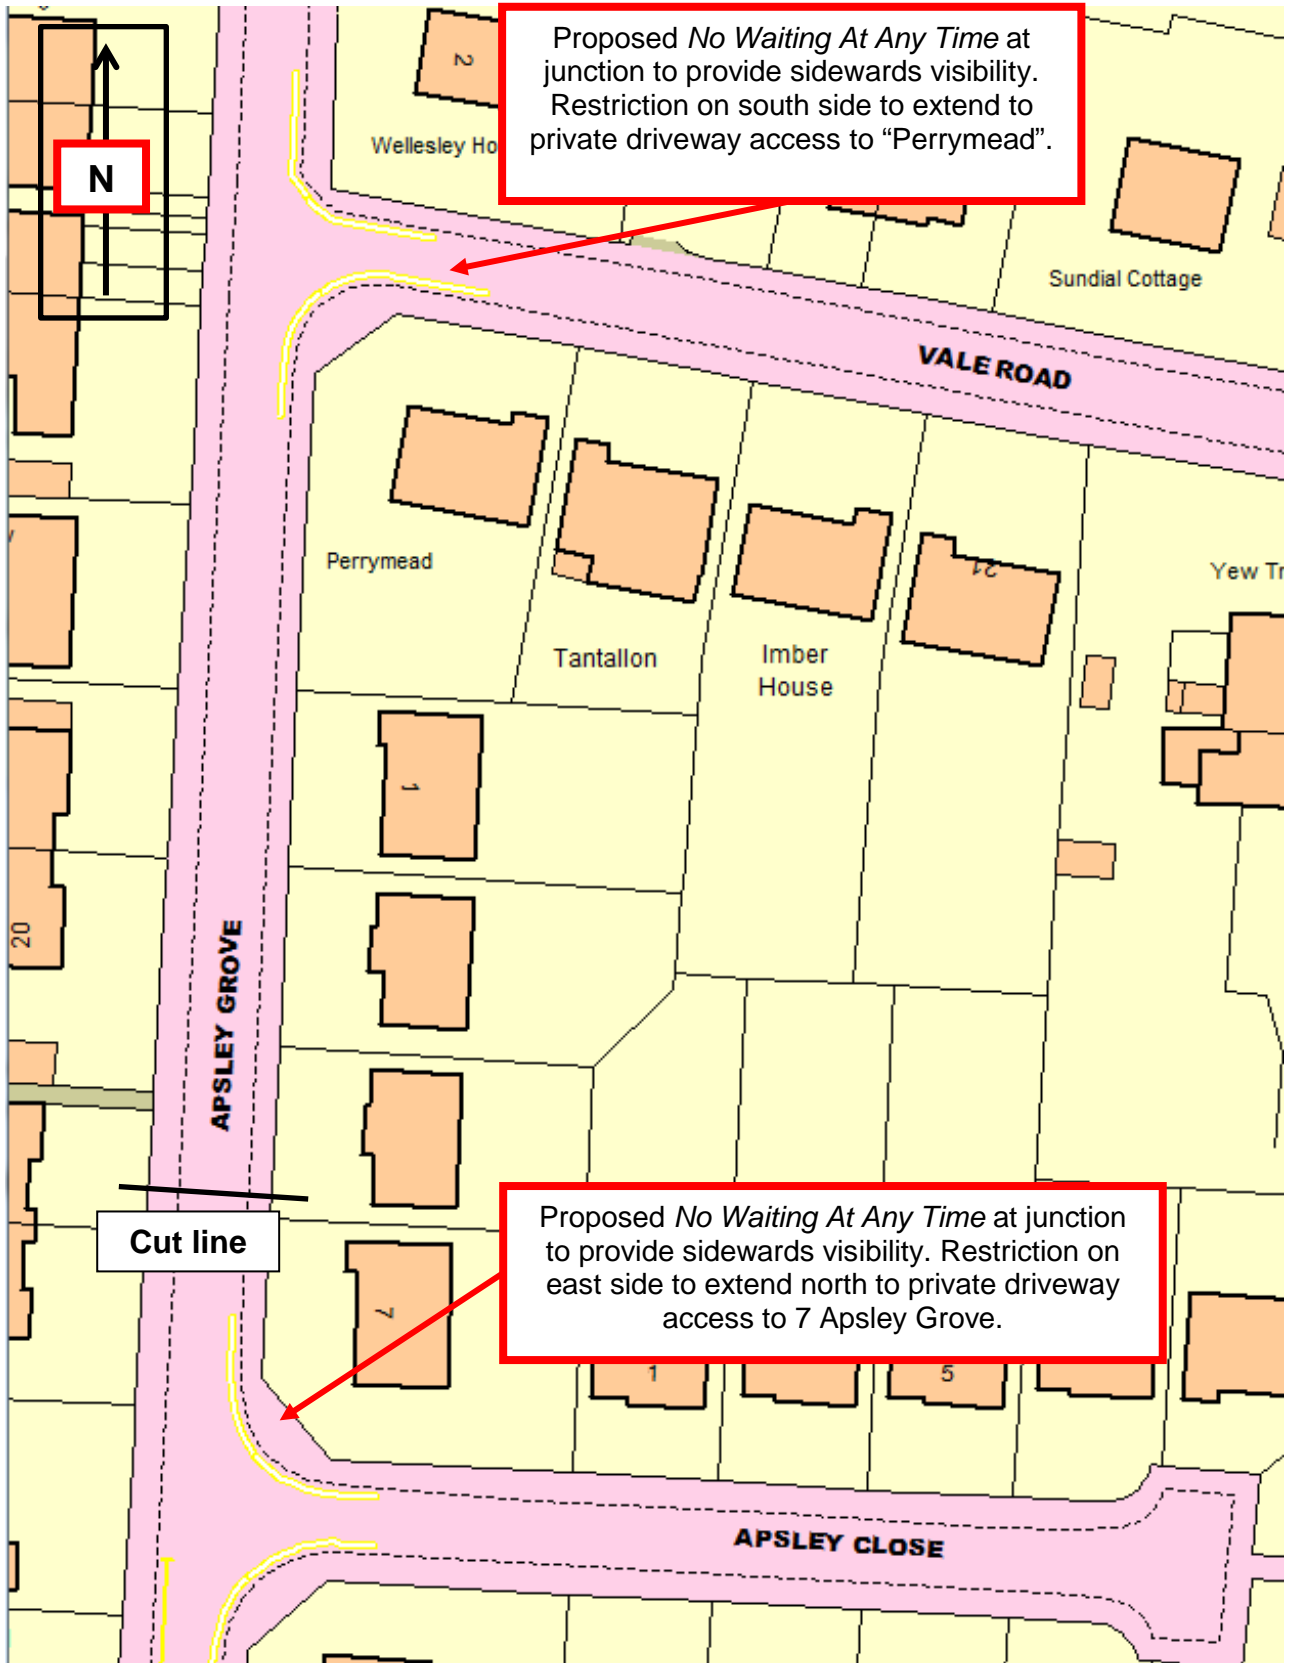 Proposed No Waiting At Any Time at
junction to provide sidewards visibility.
Restriction on south side to extend to
private driveway access to “Perrymead”.
2
Wellesley Ho
N
Sundial Cottage
VALE ROAD
Perrymead
21
Yew Tr
Tantallon
Imber
House
1
20
APSLEY GROVE
Cut line
Proposed No Waiting At Any Time at junction
to provide sidewards visibility. Restriction on
east side to extend north to private driveway
access to 7 Apsley Grove.
7
1
5
APSLEY CLOSE